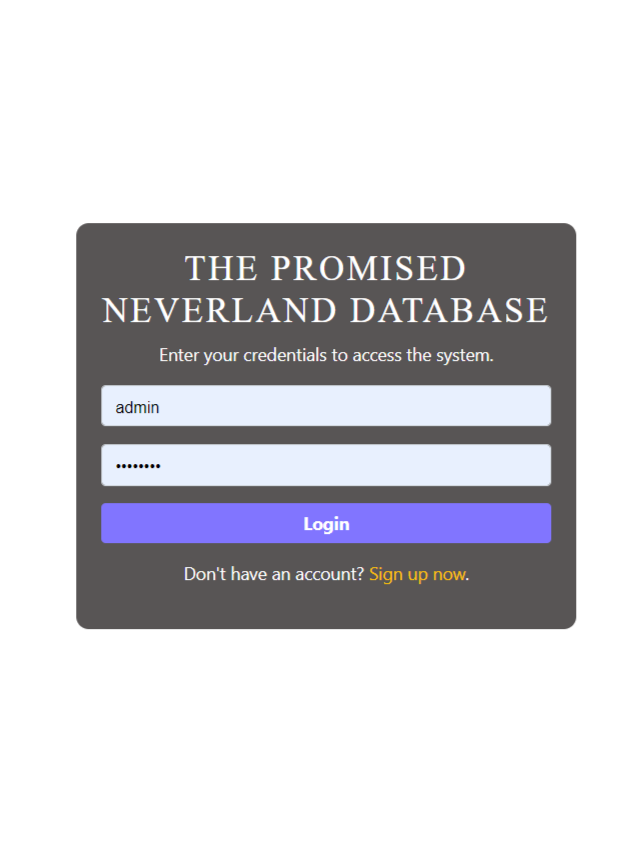 THE PROMISED
NEVERLAND DATABASE
Enter your credentials to access the system.
admin
••••••••
Login
Don't have an account? Sign up now.